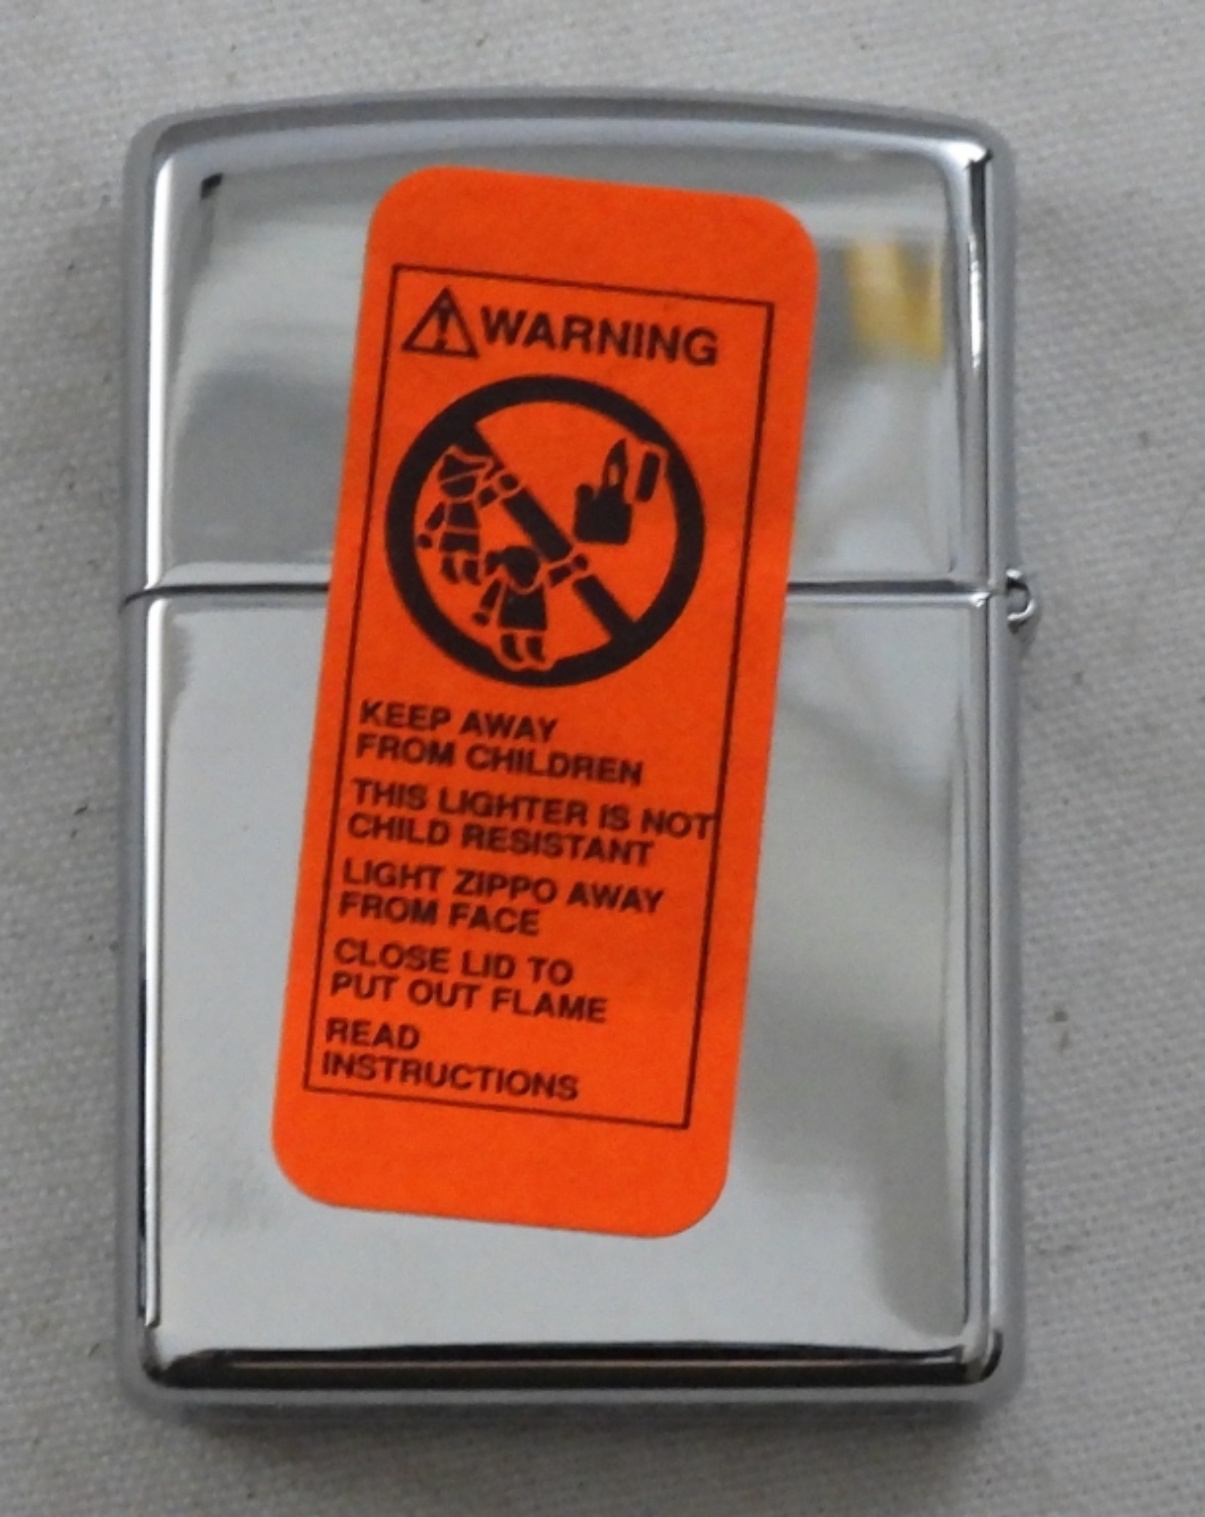 WARNING
KEEP AWAY
FROM CHILDREN
THIS LIGHTER IS NOT
CHILD RESISTANT
LIGHT ZIPPO AWAY
FROM FACE
CLOSE LID TO
PUT OUT FLAME
READ
INSTRUCTIONS